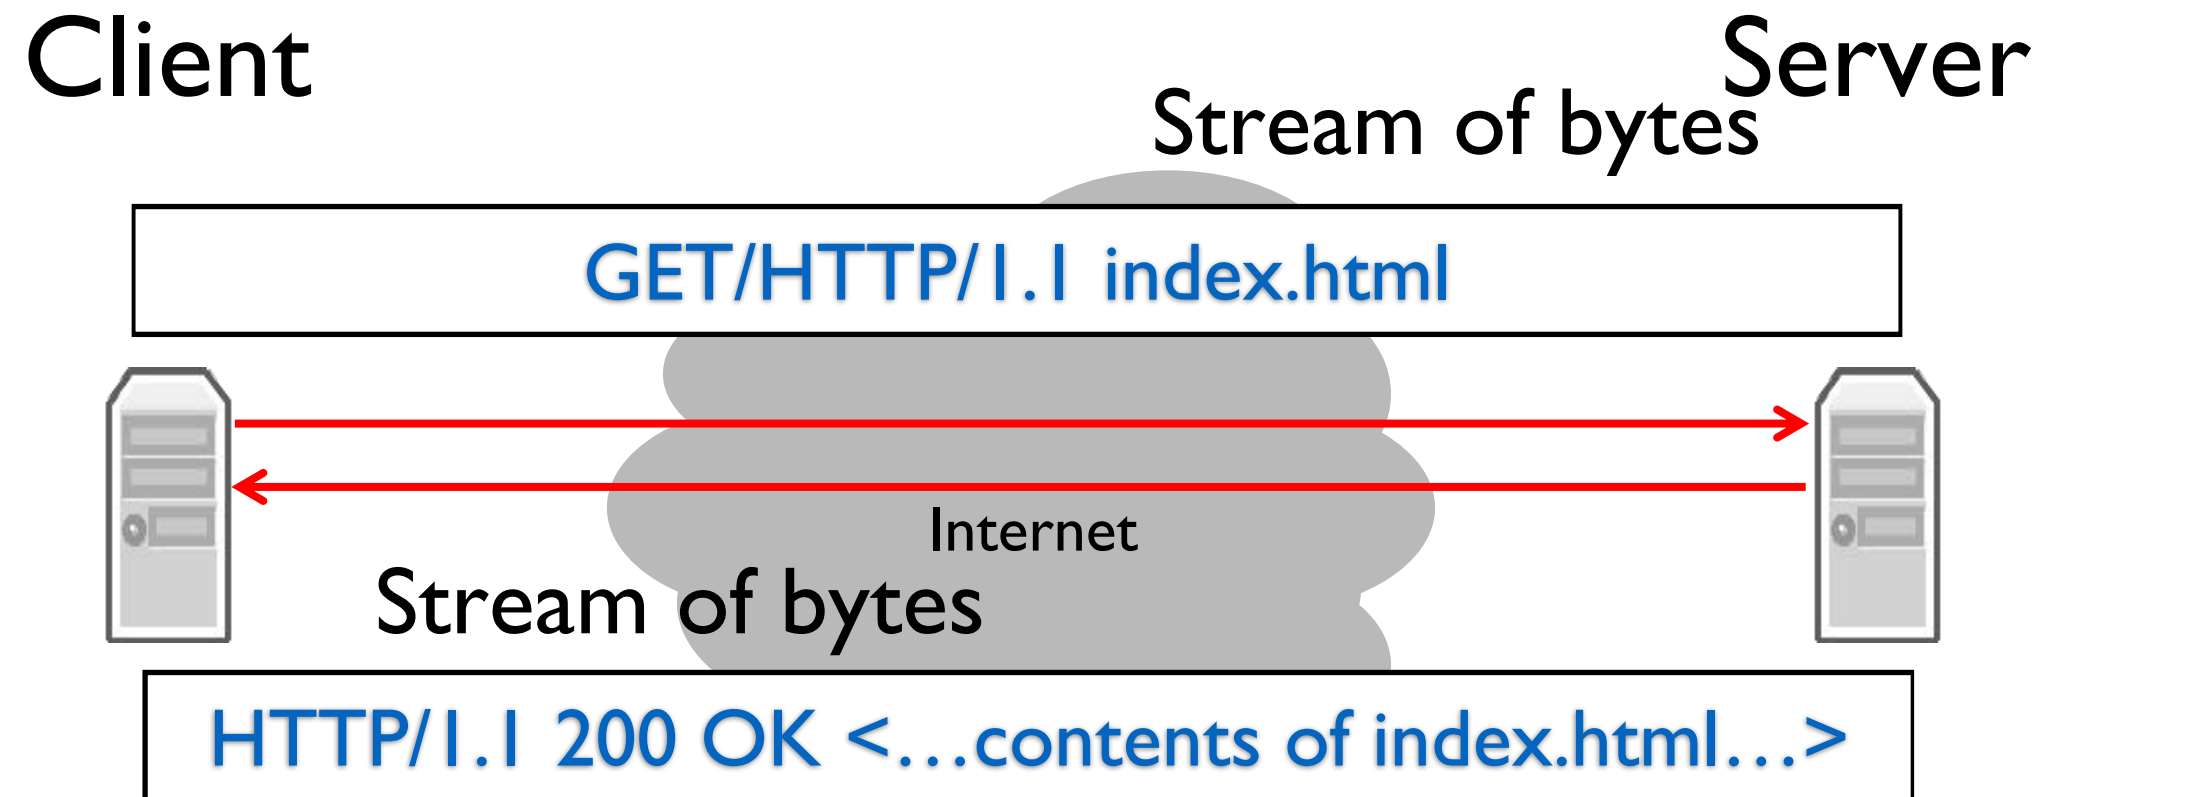 Client
Server
Stream of bytes
GET/HTTP/1.1 index.html
Internet
Stream of bytes
HTTP/1.1 200 OK <…contents of index.html…>